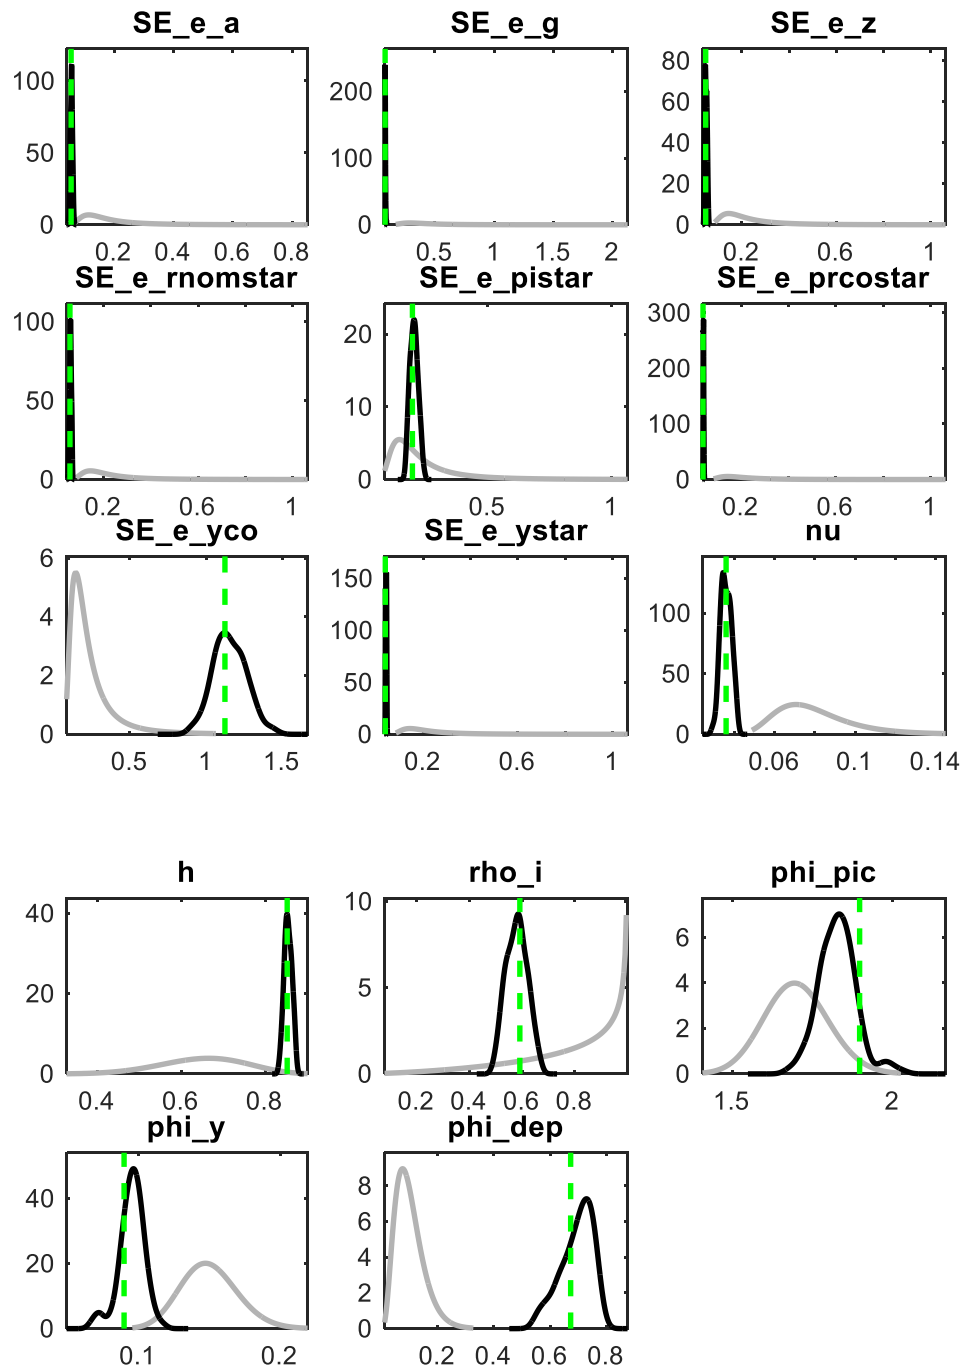 SE_e_a SE_e_g SE_e_z
100 50 0 200 100 0 80 60 40 20 0
0.2 0.4 0.6 0.8 0.5 1 1.5 2 0.2 0.6 1
SE_e_rnomstar SE_e_pistar SE_e_prcostar
100 50 0 20 10 0 300 200 100 0
0.2 0.6 1 0.5 1 0.2 0.6 1
SE_e_yco SE_e_ystar nu
6 4 2 0 150 100 50 0 100 50 0
0.5 1 1.5 0.2 0.6 1 0.06 0.1 0.14
h rho_i phi_pic
40 20 0 10 5 0 6 4 2 0
0.4 0.6 0.8 0.2 0.4 0.6 0.8 1.5 2
phi_y phi_dep
40 20 0 8 6 4 2 0
0.1 0.2 0.2 0.4 0.6 0.8